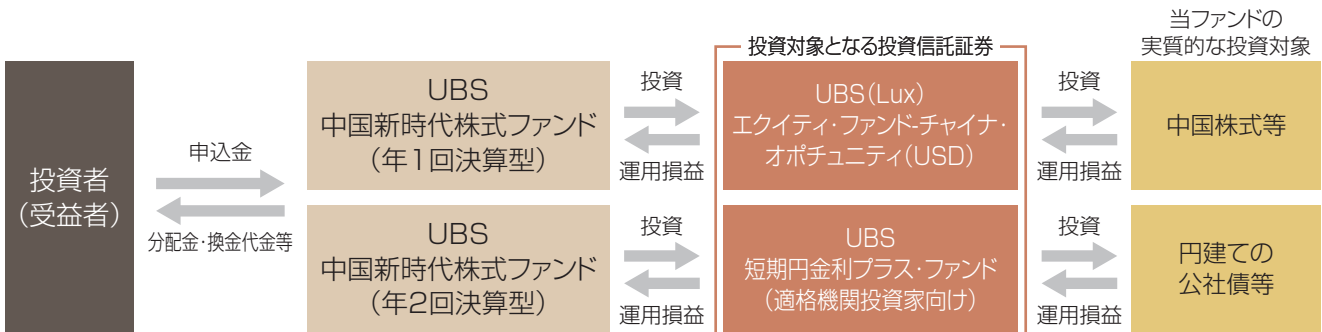 投資者
(受益者)
申込金
分配金・換金代金等
UBS
中国新時代株式ファンド
(年1回決算型)
UBS
中国新時代株式ファンド
(年2回決算型)
投資
運用損益
投資
運用損益
投資対象となる投資信託証券
UBS(Lux)
エクイティ・ファンド-チャイナ・
オポチュニティ(USD)
UBS
短期円金利プラス・ファンド
(適格機関投資家向け)
投資
運用損益
投資
運用損益
当ファンドの
実質的な投資対象
中国株式等
円建ての
公社債等